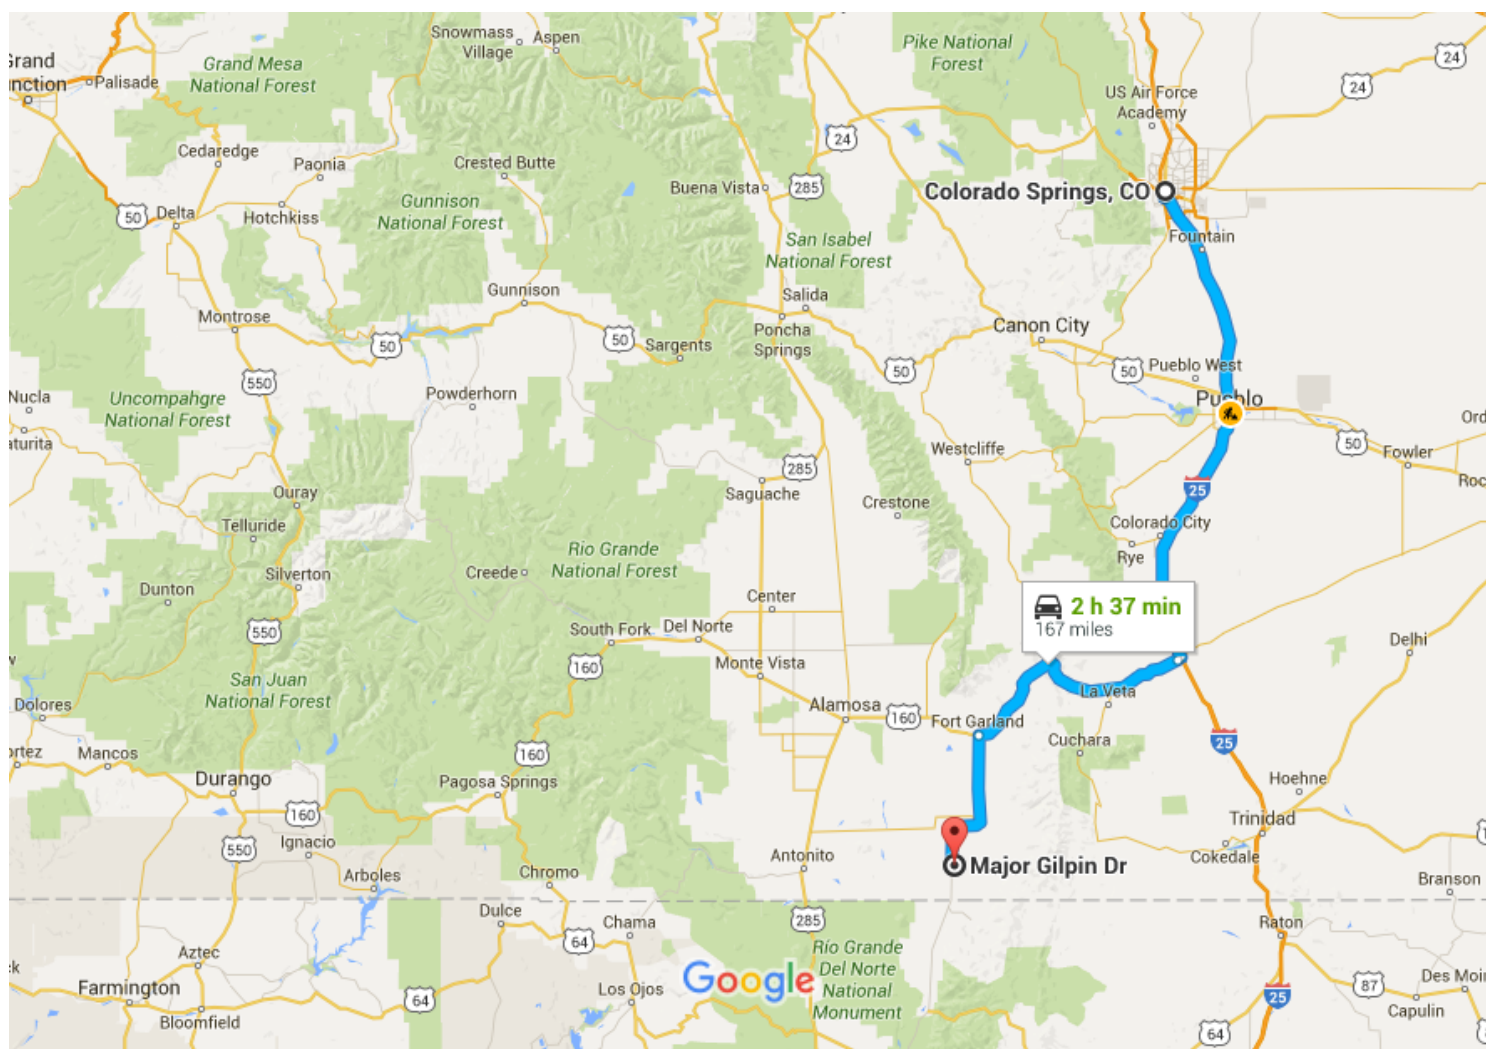 Snowmass
Village
Aspen
Pike National
Forest
24
24
Grand Mesa
National Forest
Palisade
US Air Force
Academy
24
Cedaredge
Paonia
Crested Butte
Buena Vista
285
Colorado Springs, CO
50
Delta
Hotchkiss
Gunnison
National Forest
San Isabel
National Forest
Fountain
Gunnison
Salida
Montrose
50
50
Sargents
Poncha
Springs
Canon City
50
50
Pueblo West
550
Powderhorn
Uncompahgre
National Forest
Nucla
Pueblo
Westcliffe
50
Fowler
285
Saguache
Crestone
25
Ouray
Telluride
Colorado City
Rye
Rio Grande
National Forest
Silverton
Creede
Dunton
Center
2 h 37 min
167 miles
550
South Fork
Del Norte
Delhi
160
Monte Vista
San Juan
National Forest
Dolores
Alamosa
160
La Veta
Fort Garland
25
Cuchara
Mancos
160
Durango
Pagosa Springs
Hoehne
160
Trinidad
550
Ignacio
Antonito
Cokedale
Major Gilpin Dr
Arboles
Chromo
Branson
Dulce
Chama
285
Raton
64
Aztec
Rio Grande
Del Norte
National
Monument
Google
Farmington
64
Los Ojos
25
87
Des Moi
Capulin
Bloomfield
64